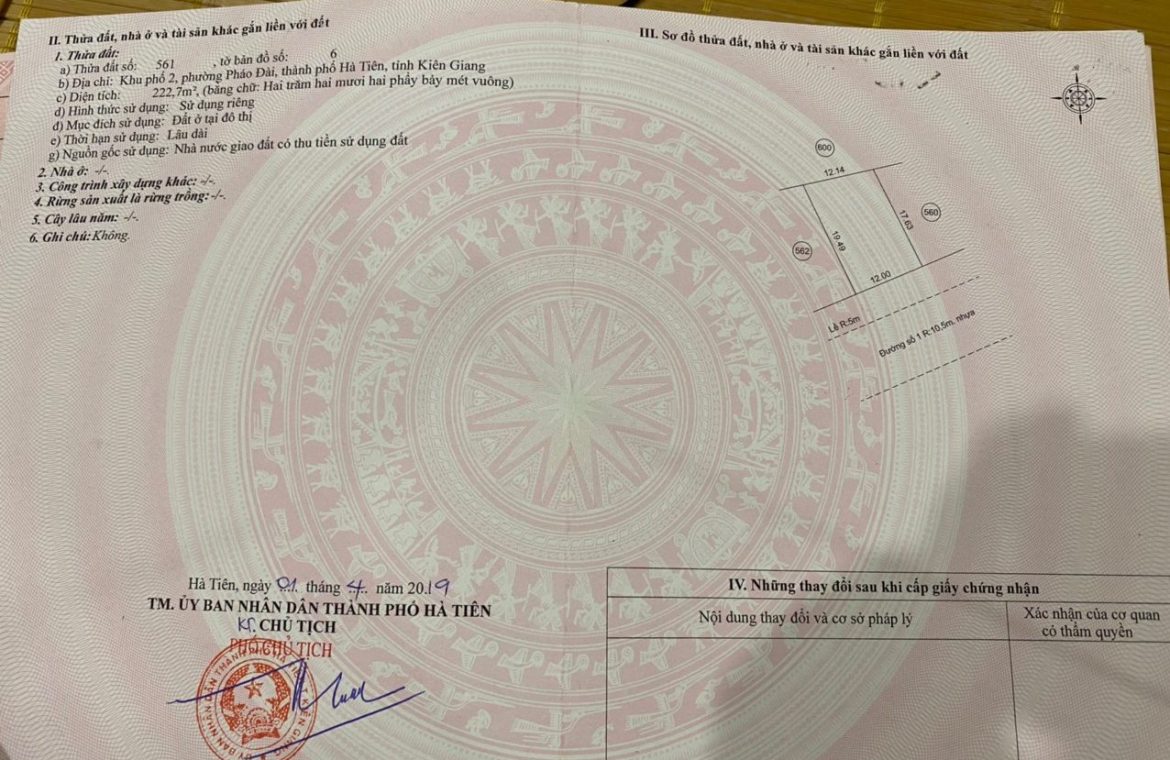 II. Thửa đất, nhà ở và tài sản khác gắn liền với đất
1. Thửa đất:
a) Thửa đất số: 561 , tờ bản đồ số: 6
b) Địa chỉ: Khu phố 2, phường Pháo Đài, thành phố Hà Tiên, tỉnh Kiên Giang
c) Diện tích: 222,7m², (bằng chữ: Hai trăm hai mươi hai phẩy bảy mét vuông)
d) Hình thức sử dụng: Sử dụng riêng
đ) Mục đích sử dụng: Đất ở tại đô thị
e) Thời hạn sử dụng: Lâu dài
g) Nguồn gốc sử dụng: Nhà nước giao đất có thu tiền sử dụng đất
2. Nhà ở: -/-.
3. Công trình xây dựng khác: -/-.
4. Rừng sản xuất là rừng trồng: -/-.
5. Cây lâu năm: -/-.
6. Ghi chú: Không.
III. Sơ đồ thửa đất, nhà ở và tài sản khác gắn liền với đất
600
12.14
560
17.63
19.49
562
12.00
Lề R:5m
Đường số 1 R:10,5m, nhựa
Hà Tiên, ngày 01 tháng 4 năm 2019
TM. ỦY BAN NHÂN DÂN THÀNH PHỐ HÀ TIÊN
KT. CHỦ TỊCH
PHÓ CHỦ TỊCH
IV. Những thay đổi sau khi cấp giấy chứng nhận
Nội dung thay đổi và cơ sở pháp lý
Xác nhận của cơ quan
có thẩm quyền